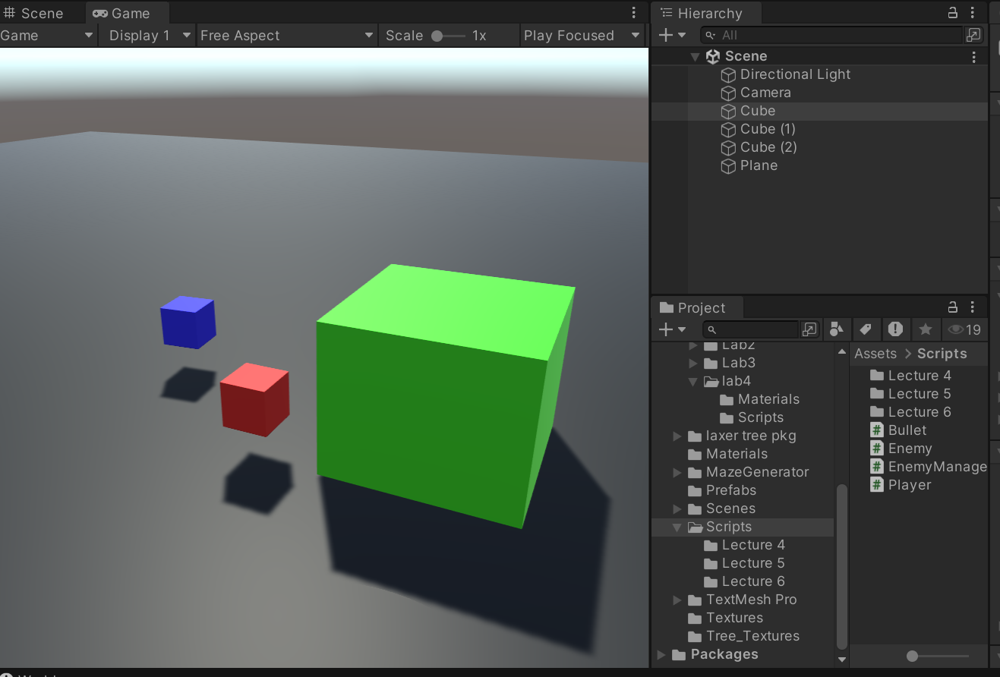 Scene Game
Game Display 1 Free Aspect Scale 1x Play Focused
Hierarchy
All
Scene
Directional Light
Camera
Cube
Cube (1)
Cube (2)
Plane
Project
19
Lab2
Lab3
lab4
Materials
Scripts
laxer tree pkg
Materials
MazeGenerator
Prefabs
Scenes
Scripts
Lecture 4
Lecture 5
Lecture 6
TextMesh Pro
Textures
Tree_Textures
Packages
Assets > Scripts
Lecture 4
Lecture 5
Lecture 6
# Bullet
# Enemy
# EnemyManage
# Player